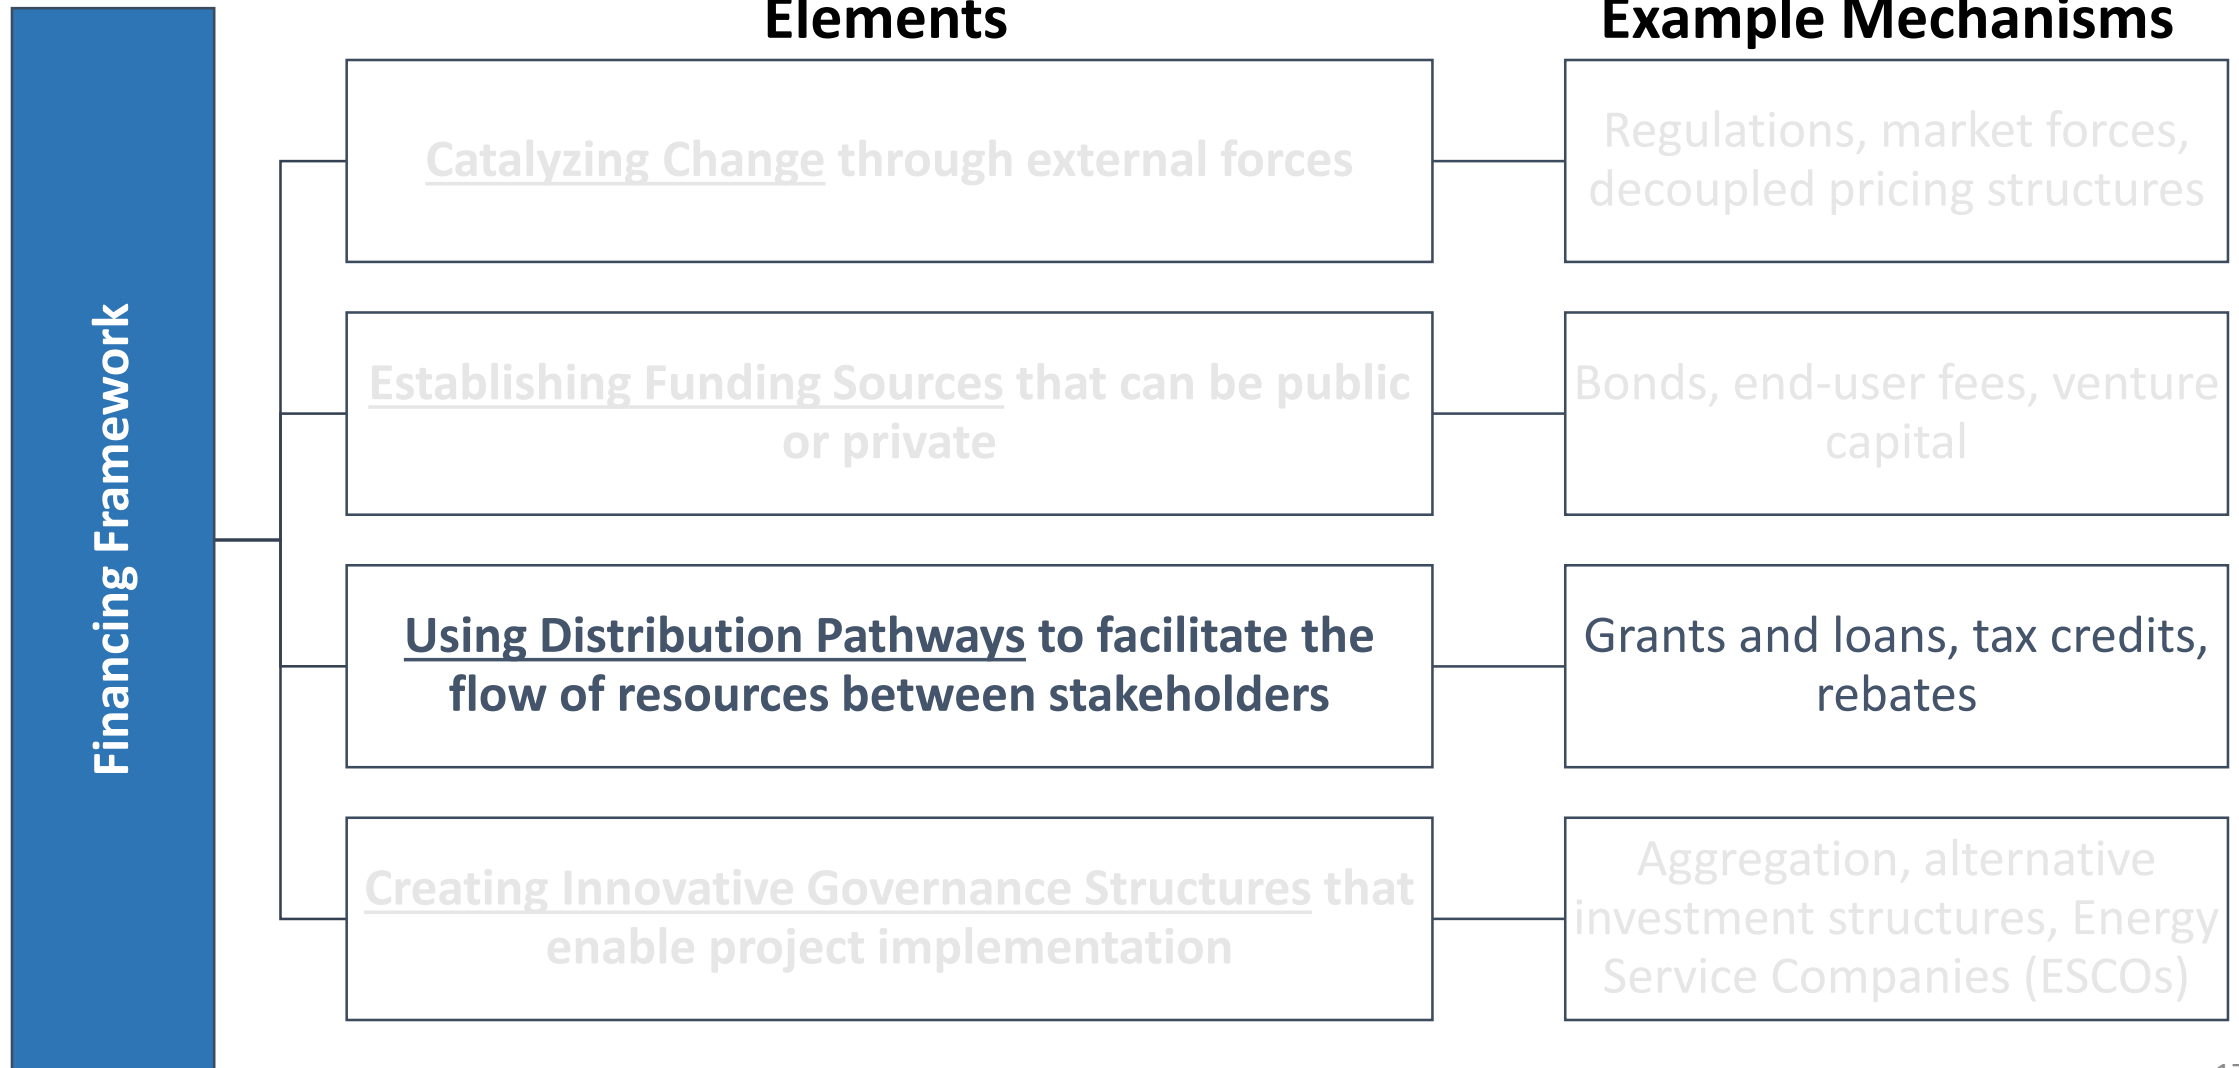 Elements
Example Mechanisms
Financing Framework
Catalyzing Change through external forces
Regulations, market forces,
decoupled pricing structures
Establishing Funding Sources that can be public
or private
Bonds, end-user fees, venture
capital
Using Distribution Pathways to facilitate the
flow of resources between stakeholders
Grants and loans, tax credits,
rebates
Creating Innovative Governance Structures that
enable project implementation
Aggregation, alternative
investment structures, Energy
Service Companies (ESCOs)